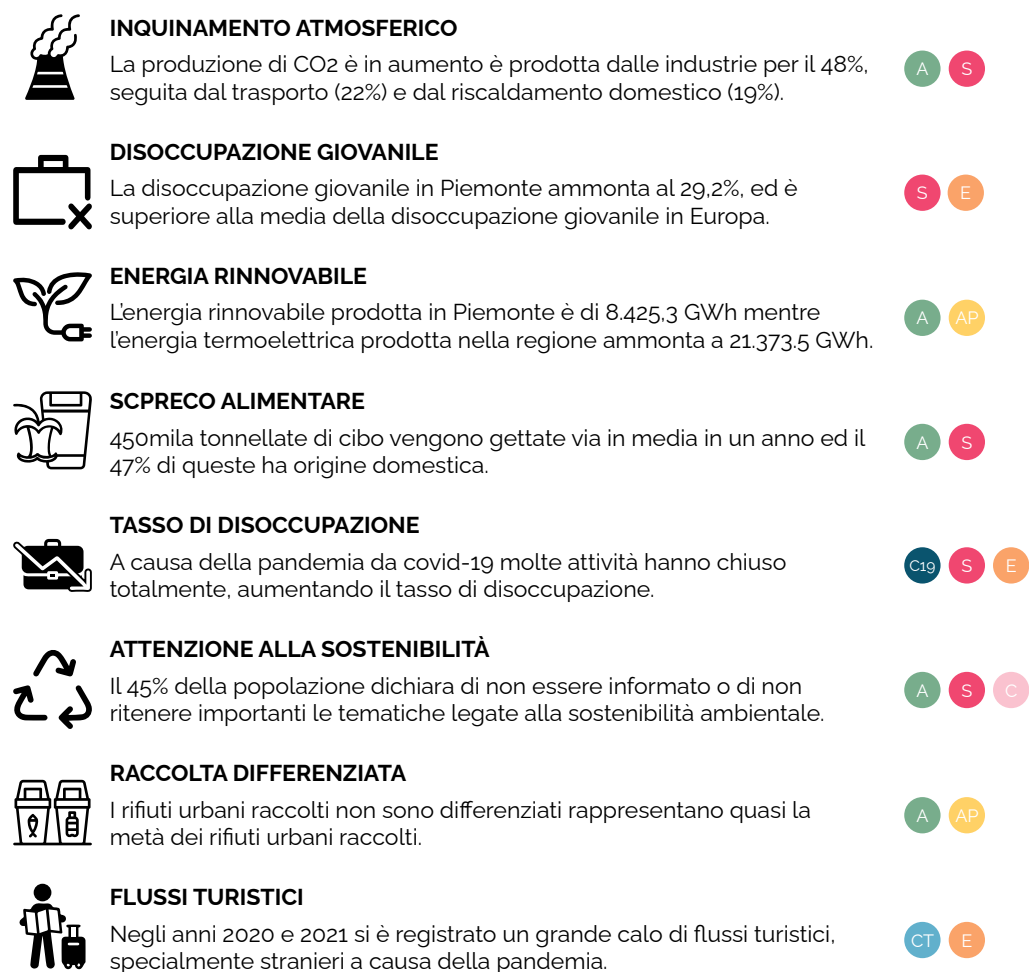 INQUINAMENTO ATMOSFERICO
La produzione di CO2 è in aumento è prodotta dalle industrie per il 48%,
seguita dal trasporto (22%) e dal riscaldamento domestico (19%).
A S
DISOCCUPAZIONE GIOVANILE
La disoccupazione giovanile in Piemonte ammonta al 29,2%, ed è
superiore alla media della disoccupazione giovanile in Europa.
S E
ENERGIA RINNOVABILE
L'energia rinnovabile prodotta in Piemonte è di 8.425,3 GWh mentre
l'energia termoelettrica prodotta nella regione ammonta a 21.373.5 GWh.
A AP
SCPRECO ALIMENTARE
450mila tonnellate di cibo vengono gettate via in media in un anno ed il
47% di queste ha origine domestica.
A S
TASSO DI DISOCCUPAZIONE
A causa della pandemia da covid-19 molte attività hanno chiuso
totalmente, aumentando il tasso di disoccupazione.
C19 S E
ATTENZIONE ALLA SOSTENIBILITÀ
Il 45% della popolazione dichiara di non essere informato o di non
ritenere importanti le tematiche legate alla sostenibilità ambientale.
A S C
RACCOLTA DIFFERENZIATA
I rifiuti urbani raccolti non sono differenziati rappresentano quasi la
metà dei rifiuti urbani raccolti.
A AP
FLUSSI TURISTICI
Negli anni 2020 e 2021 si è registrato un grande calo di flussi turistici,
specialmente stranieri a causa della pandemia.
CT E